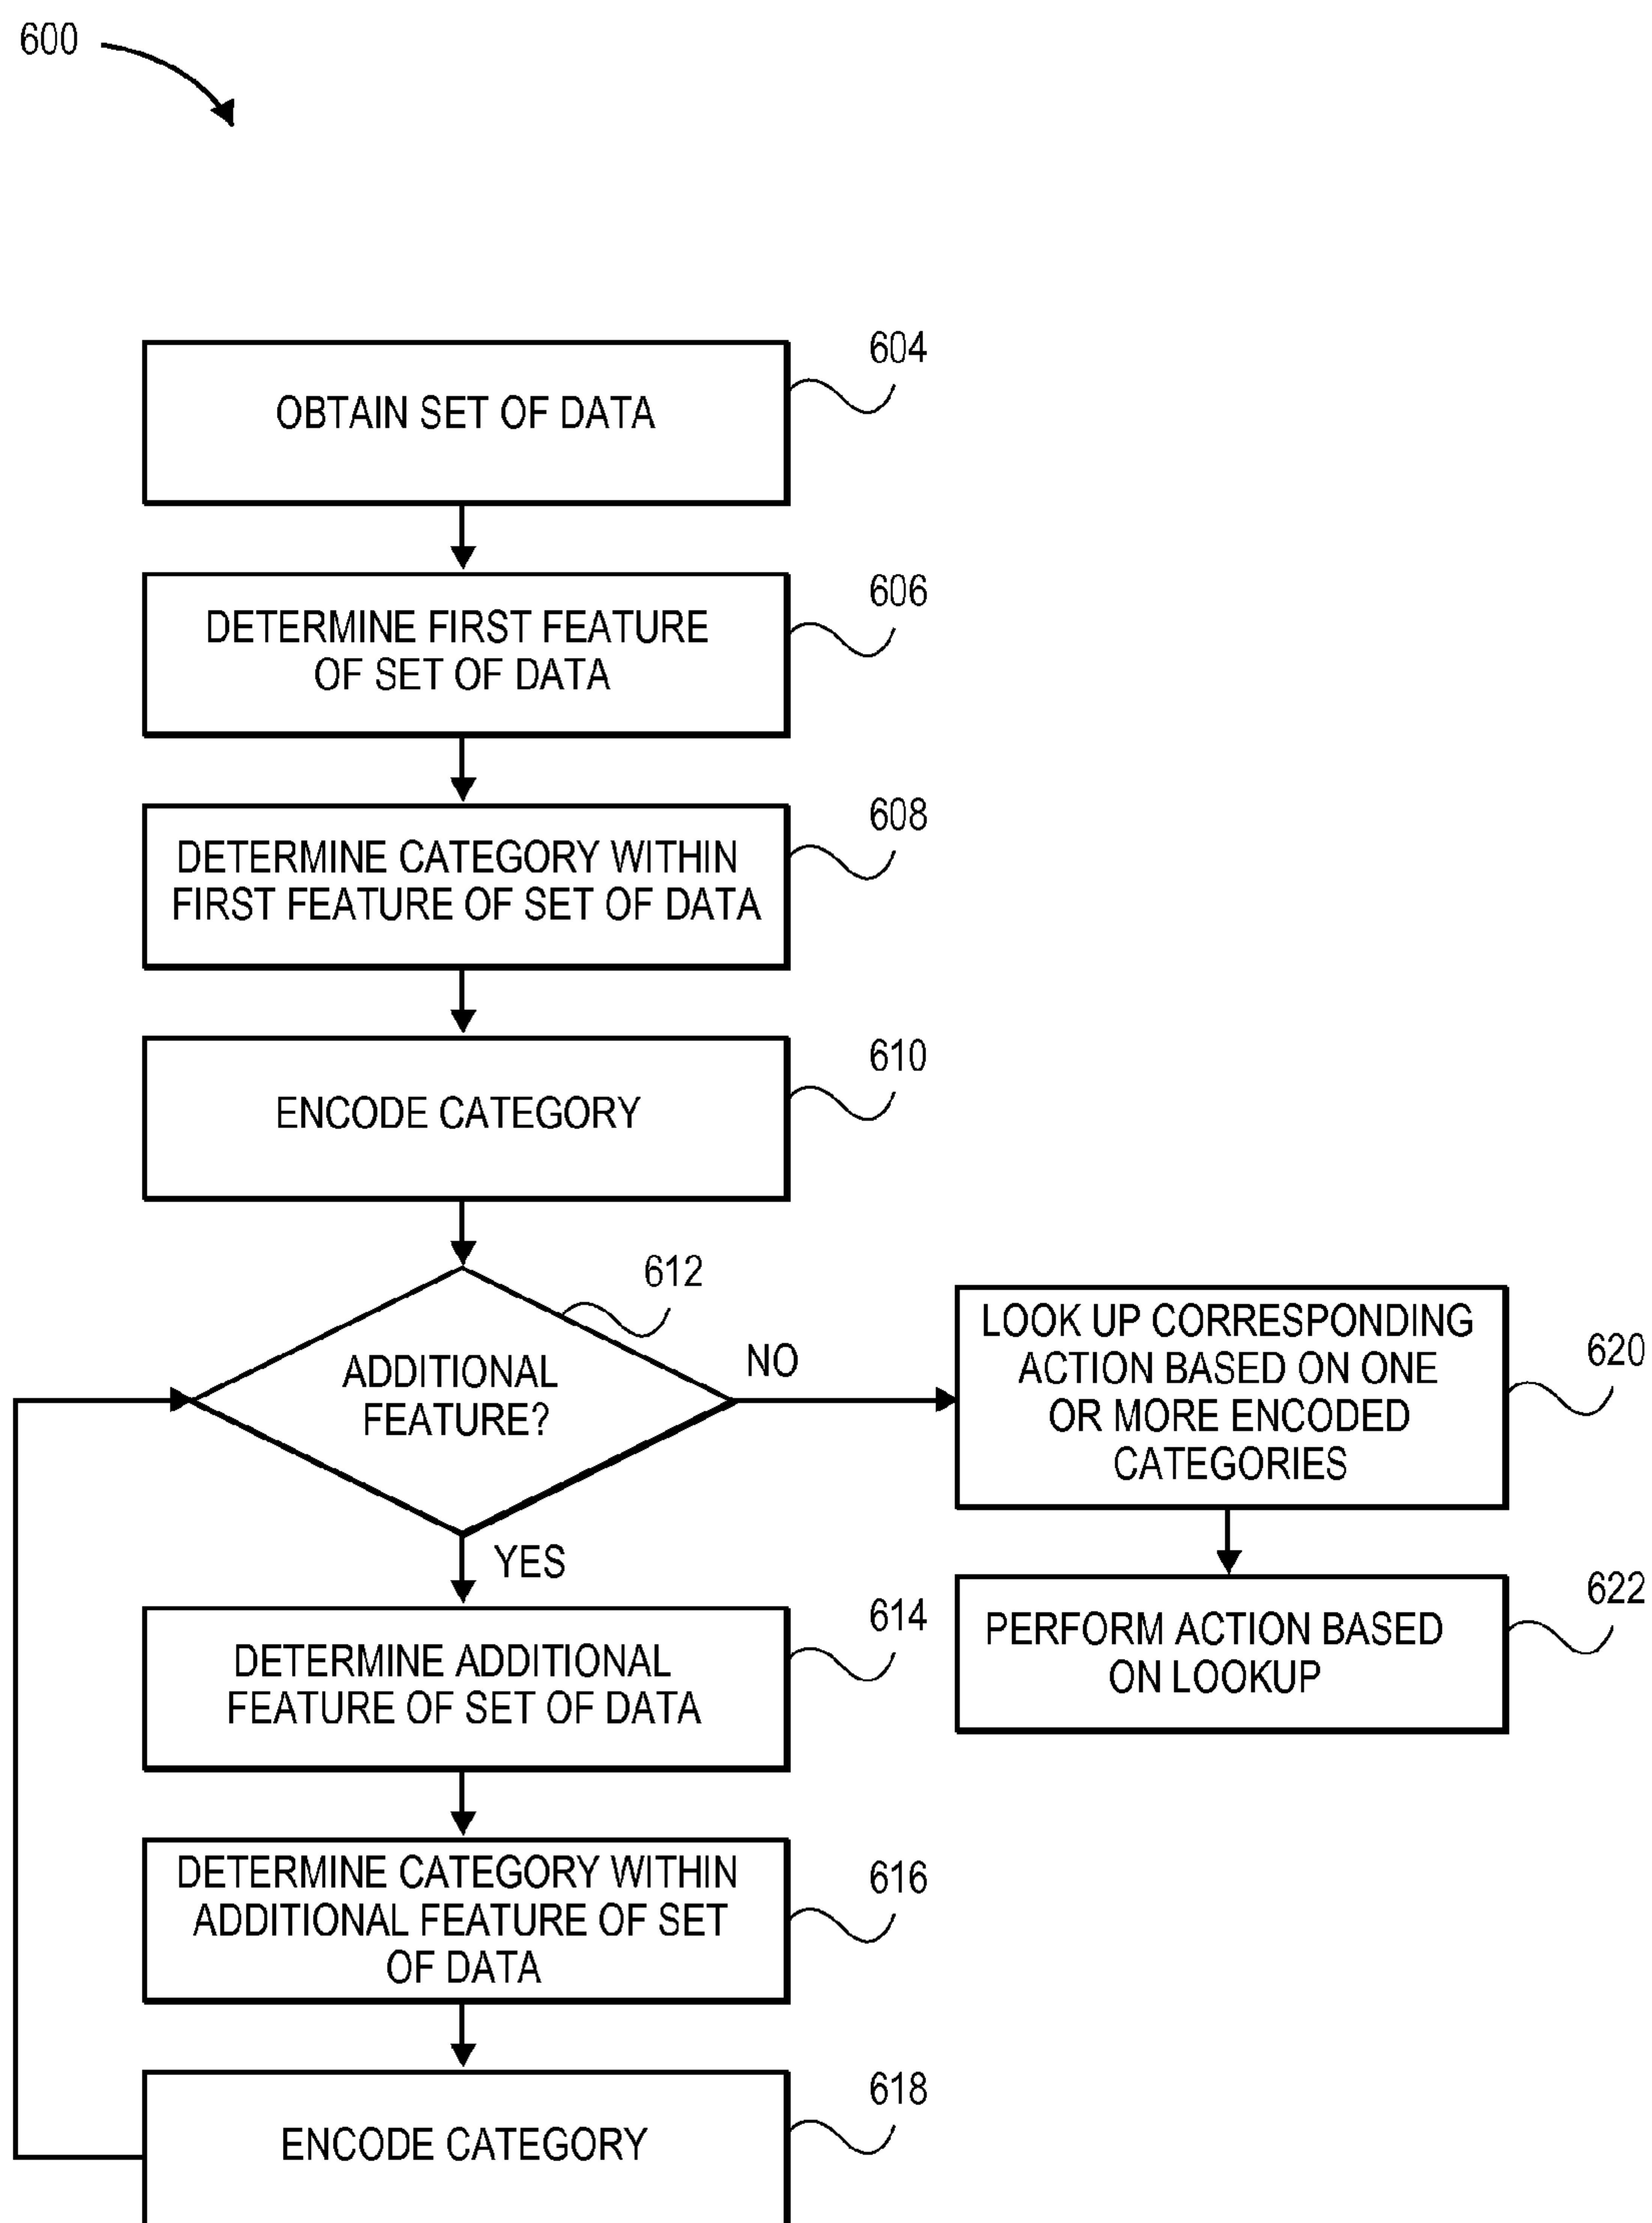 600
OBTAIN SET OF DATA
604
DETERMINE FIRST FEATURE
OF SET OF DATA
606
DETERMINE CATEGORY WITHIN
FIRST FEATURE OF SET OF DATA
608
ENCODE CATEGORY
610
ADDITIONAL
FEATURE?
612
NO
YES
LOOK UP CORRESPONDING
ACTION BASED ON ONE
OR MORE ENCODED
CATEGORIES
620
PERFORM ACTION BASED
ON LOOKUP
622
DETERMINE ADDITIONAL
FEATURE OF SET OF DATA
614
DETERMINE CATEGORY WITHIN
ADDITIONAL FEATURE OF SET
OF DATA
616
ENCODE CATEGORY
618